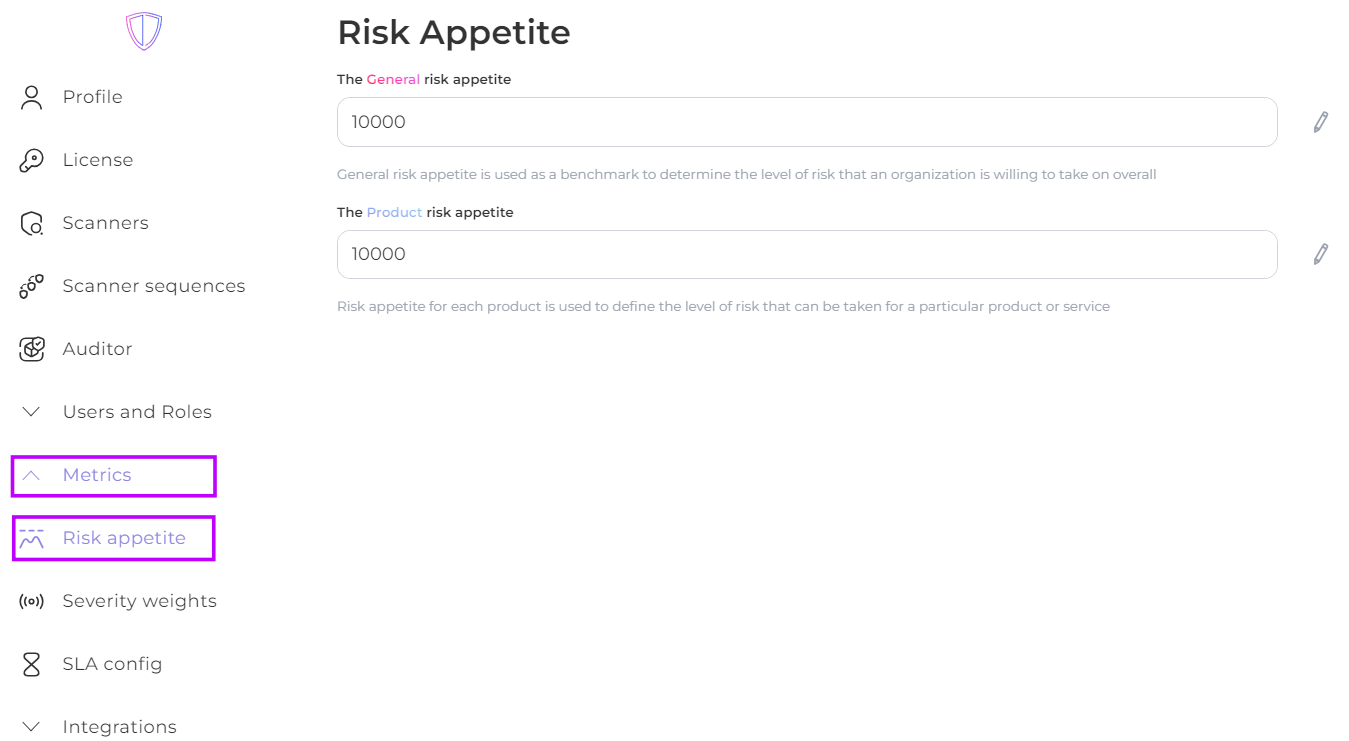 Profile
License
Scanners
Scanner sequences
Auditor
Users and Roles
Metrics
Risk appetite
Severity weights
SLA config
Integrations
Risk Appetite
The General risk appetite
10000
General risk appetite is used as a benchmark to determine the level of risk that an organization is willing to take on overall
The Product risk appetite
10000
Risk appetite for each product is used to define the level of risk that can be taken for a particular product or service